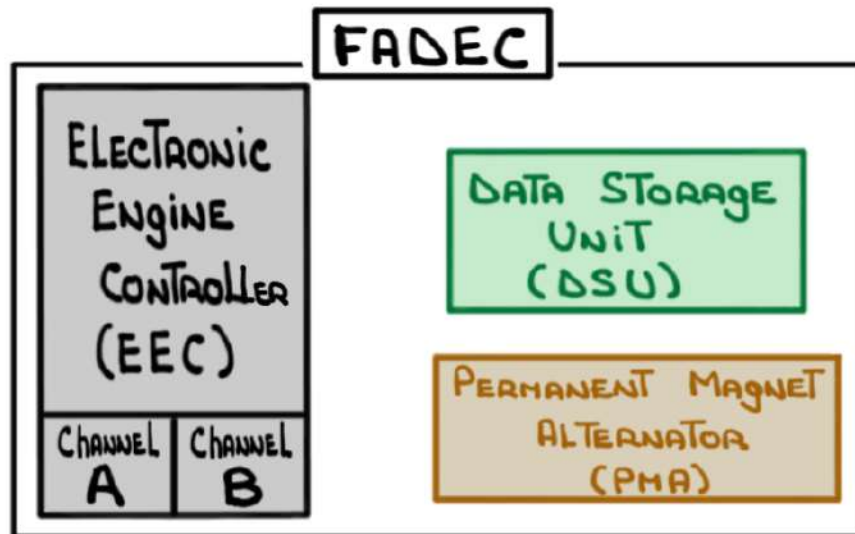 FADEC
ELECTRONIC
ENGINE
CONTROLLER
(EEC)
CHANNEL
A
CHANNEL
B
DATA STORAGE
UNIT
(DSU)
PERMANENT MAGNET
ALTERNATOR
(PMA)